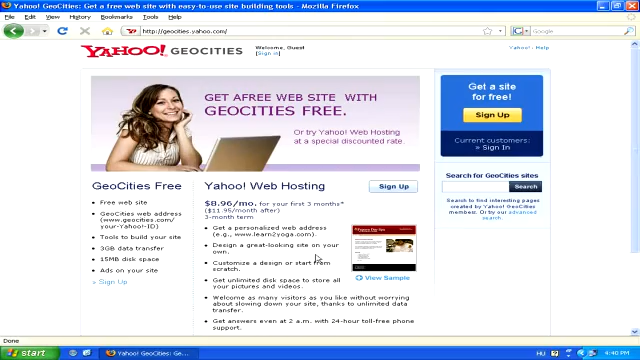 Yahoo! GeoCities: Get a free web site with easy-to-use site building tools - Mozilla Firefox
File Edit View History Bookmarks Tools Help
http://geocities.yahoo.com/
Google
YAHOO! GEOCITIES
Welcome, Guest
[Sign in]
Yahoo! - Help
GET AFREE WEB SITE WITH
GEOCITIES FREE.
Or try Yahoo! Web Hosting
at a special discounted rate.
Get a site
for free!
Sign Up
Current customers:
» Sign In
Search for GeoCities sites
Search
Search to find interesting pages
created by Yahoo! GeoCities
members. Or try our advanced
search
GeoCities Free
Free web site
GeoCities web address
(www.geocities.com/
your-Yahoo!-ID)
Tools to build your site
3GB data transfer
15MB disk space
Ads on your site
» Sign Up
Yahoo! Web Hosting
Sign Up
$8.96/mo. for your first 3 months*
($11.95/month after)
3-month term
Get a personalized web address
(e.g., www.learn2yoga.com).
Design a great-looking site on your
own.
Customize a design or start from
scratch.
Get unlimited disk space to store all
your pictures and videos.
View Sample
Welcome as many visitors as you like without worrying
about slowing down your site, thanks to unlimited data
transfer.
Get answers even at 2 a.m. with 24-hour toll-free phone
support.
Done
start
Yahoo! GeoCities: Ge...
HU
4:40 PM